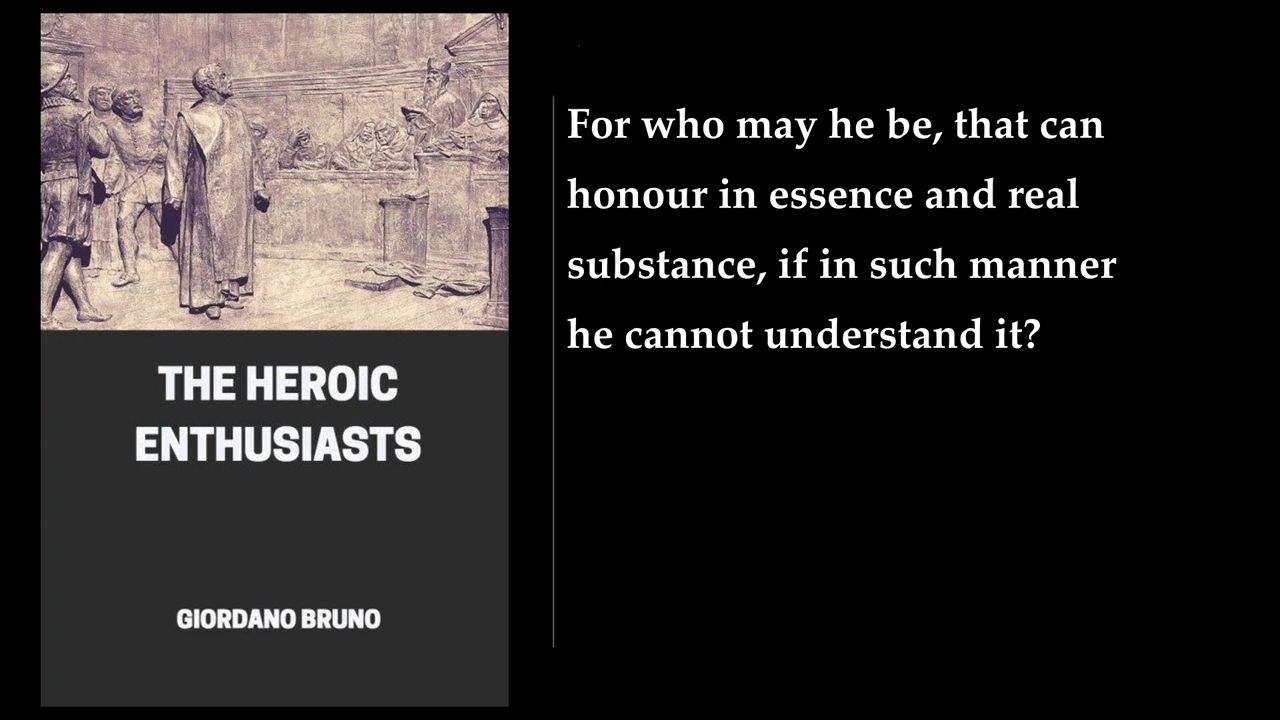 THE HEROIC
ENTHUSIASTS
GIORDANO BRUNO
For who may he be, that can
honour in essence and real
substance, if in such manner
he cannot understand it?